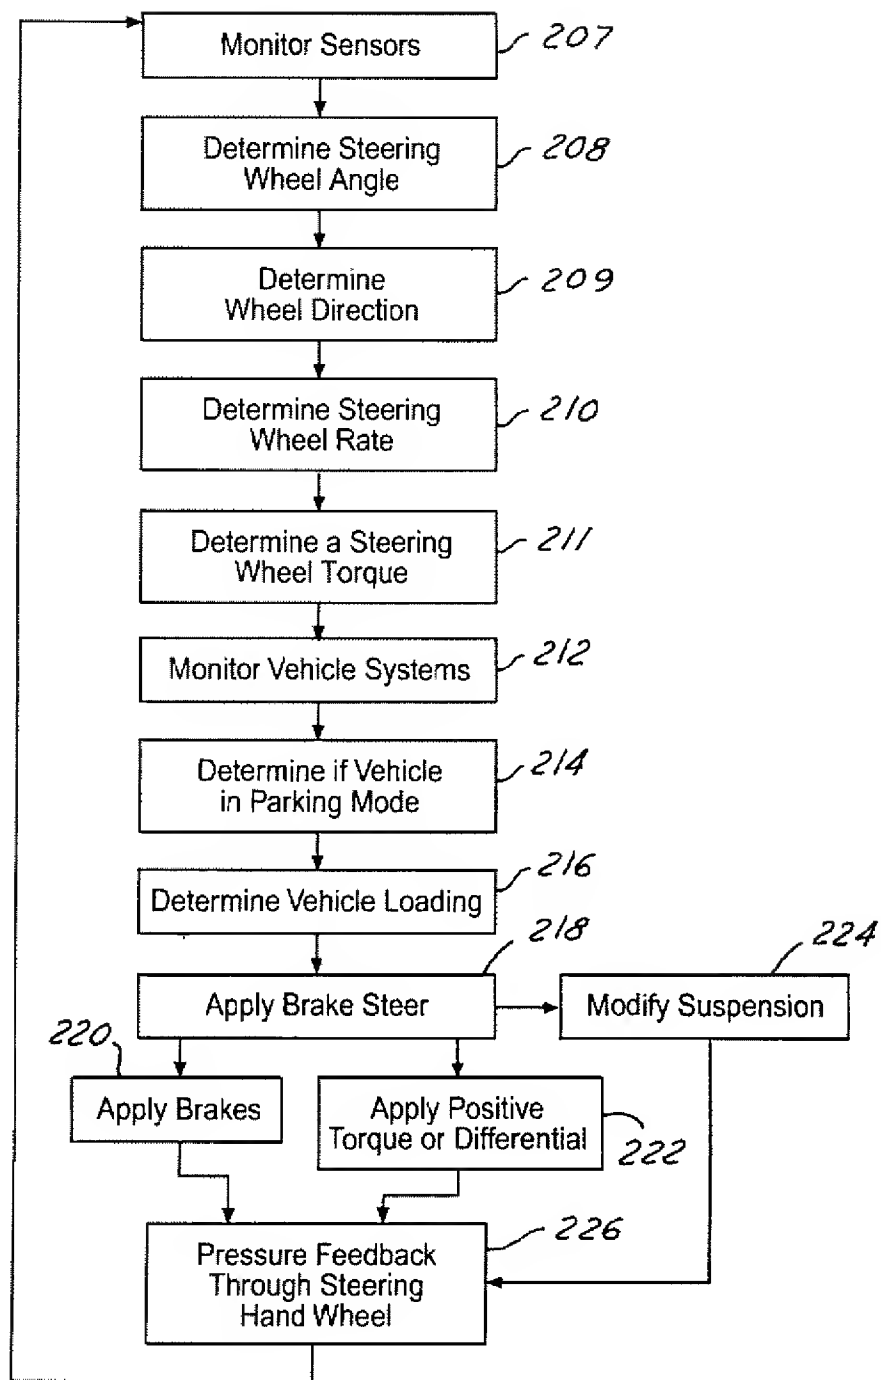 Monitor Sensors
207
Determine Steering
Wheel Angle
208
Determine
Wheel Direction
209
Determine Steering
Wheel Rate
210
Determine a Steering
Wheel Torque
211
Monitor Vehicle Systems
212
Determine if Vehicle
in Parking Mode
214
Determine Vehicle Loading
216
Apply Brake Steer
218
Modify Suspension
224
220
Apply Brakes
Apply Positive
Torque or Differential
222
Pressure Feedback
Through Steering
Hand Wheel
226